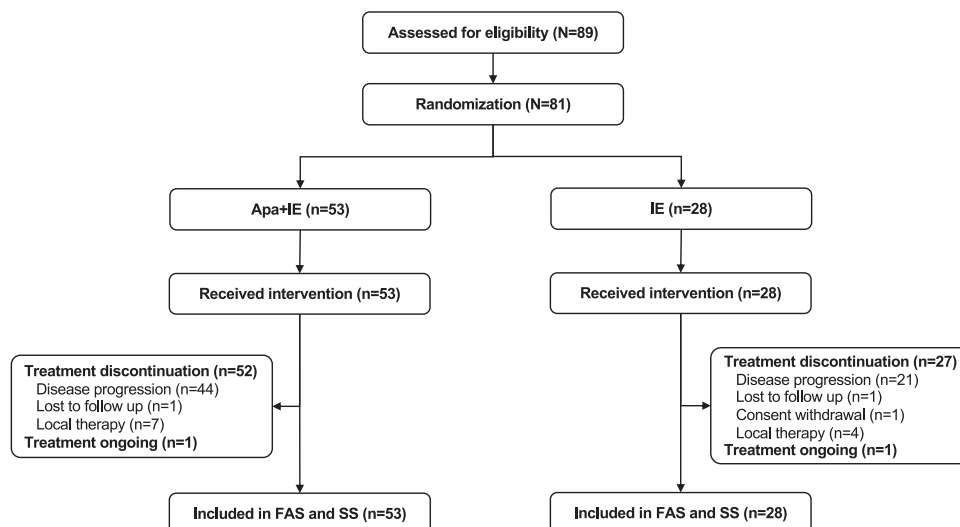 Assessed for eligibility (N=89)
Randomization (N=81)
Apa+IE (n=53)
IE (n=28)
Received intervention (n=53)
Received intervention (n=28)
Treatment discontinuation (n=52)
Disease progression (n=44)
Lost to follow up (n=1)
Local therapy (n=7)
Treatment ongoing (n=1)
Treatment discontinuation (n=27)
Disease progression (n=21)
Lost to follow up (n=1)
Consent withdrawal (n=1)
Local therapy (n=4)
Treatment ongoing (n=1)
Included in FAS and SS (n=53)
Included in FAS and SS (n=28)